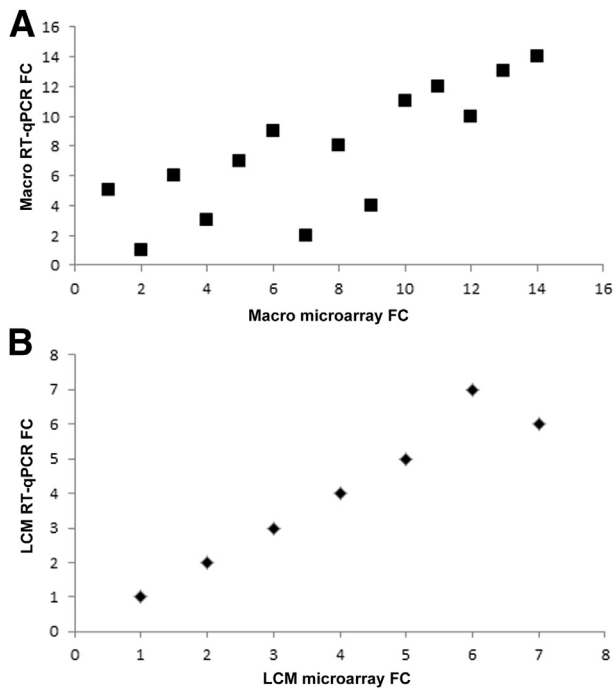 A
16
14
12
10
8
6
4
2
0
Macro RT-qPCR FC
0 2 4 6 8 10 12 14 16
Macro microarray FC
B
8
7
6
5
4
3
2
1
0
LCM RT-qPCR FC
0 1 2 3 4 5 6 7 8
LCM microarray FC